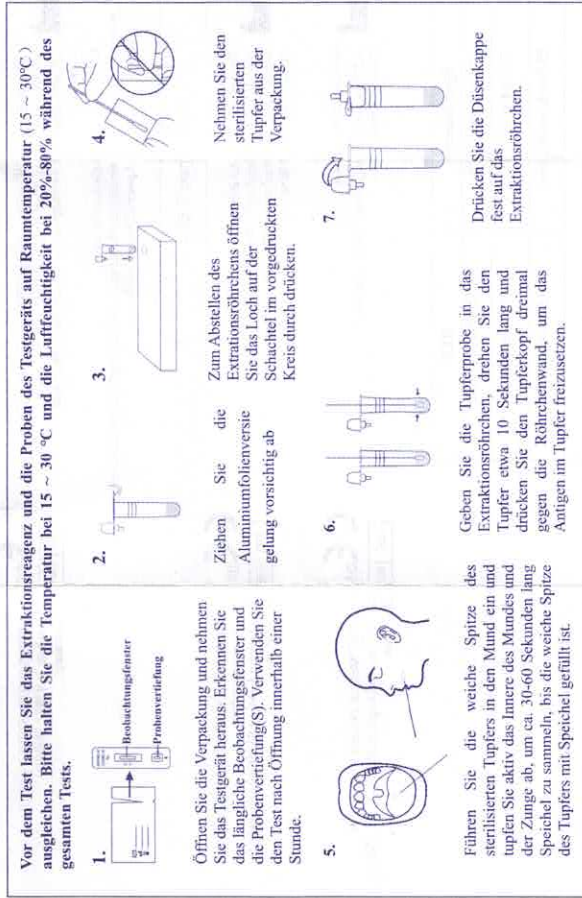 Vor dem Test lassen Sie das Extraktionsreagenz und die Proben des Testgeräts auf Raumtemperatur (15 ~ 30°C)
ausgleichen. Bitte halten Sie die Temperatur bei 15 ~ 30 °C und die Luftfeuchtigkeit bei 20%-80% während des
gesamten Tests.
1.
Beobachtungsfenster
Probenvertiefung
Öffnen Sie die Verpackung und nehmen
Sie das Testgerät heraus. Erkennen Sie
das längliche Beobachtungsfenster und
die Probenvertiefung(S). Verwenden Sie
den Test nach Öffnung innerhalb einer
Stunde.
2.
Ziehen Sie die
Aluminiumfolienversie
gelung vorsichtig ab
3.
Zum Abstellen des
Extrationsröhrchens öffnen
Sie das Loch auf der
Schachtel im vorgedruckten
Kreis durch drücken.
4.
Nehmen Sie den
sterilisierten
Tupfer aus der
Verpackung.
5.
Führen Sie die weiche Spitze des
sterilisierten Tupfers in den Mund ein und
tupfen Sie aktiv das Innere des Mundes und
der Zunge ab, um ca. 30-60 Sekunden lang
Speichel zu sammeln, bis die weiche Spitze
des Tupfers mit Speichel gefüllt ist.
6.
Geben Sie die Tupferprobe in das
Extraktionsröhrchen, drehen Sie den
Tupfer etwa 10 Sekunden lang und
drücken Sie den Tupferkopf dreimal
gegen die Röhrchenwand, um das
Antigen im Tupfer freizusetzen.
7.
Drücken Sie die Düsenkappe
fest auf das
Extraktionsröhrchen.